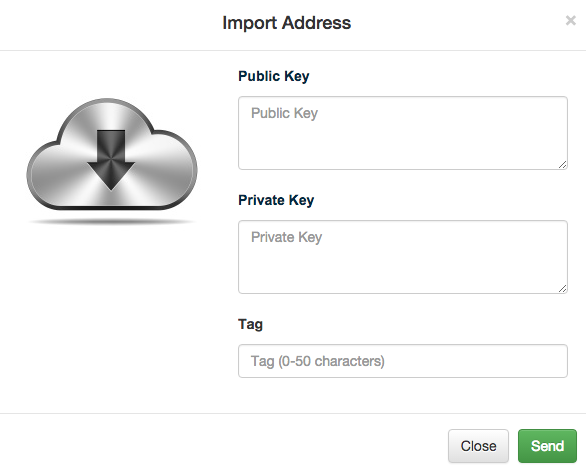 Import Address
×
Public Key
Public Key
Private Key
Private Key
Tag
Tag (0-50 characters)
Close
Send